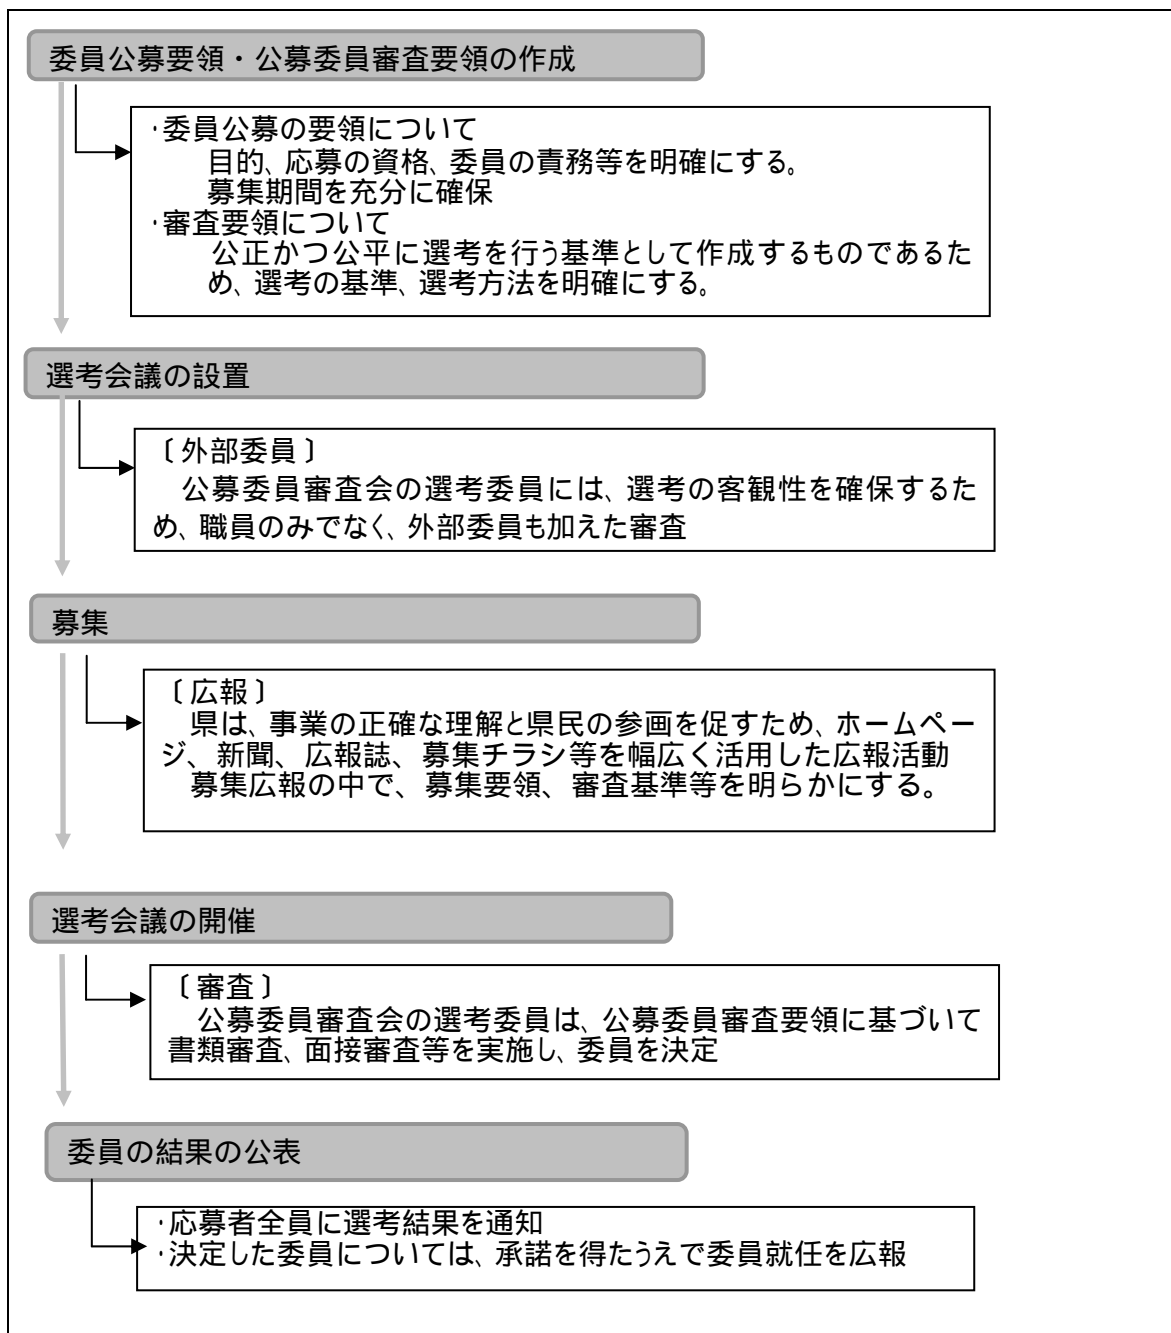 委員公募要領・公募委員審査要領の作成
・委員公募の要領について
目的、応募の資格、委員の責務等を明確にする。
募集期間を充分に確保
・審査要領について
公正かつ公平に選考を行う基準として作成するものであるた
め、選考の基準、選考方法を明確にする。
選考会議の設置
〔外部委員〕
公募委員審査会の選考委員には、選考の客観性を確保するた
め、職員のみでなく、外部委員も加えた審査
募集
〔広報〕
県は、事業の正確な理解と県民の参画を促すため、ホームペー
ジ、新聞、広報誌、募集チラシ等を幅広く活用した広報活動
募集広報の中で、募集要領、審査基準等を明らかにする。
選考会議の開催
〔審査〕
公募委員審査会の選考委員は、公募委員審査要領に基づいて
書類審査、面接審査等を実施し、委員を決定
委員の結果の公表
・応募者全員に選考結果を通知
・決定した委員については、承諾を得たうえで委員就任を広報